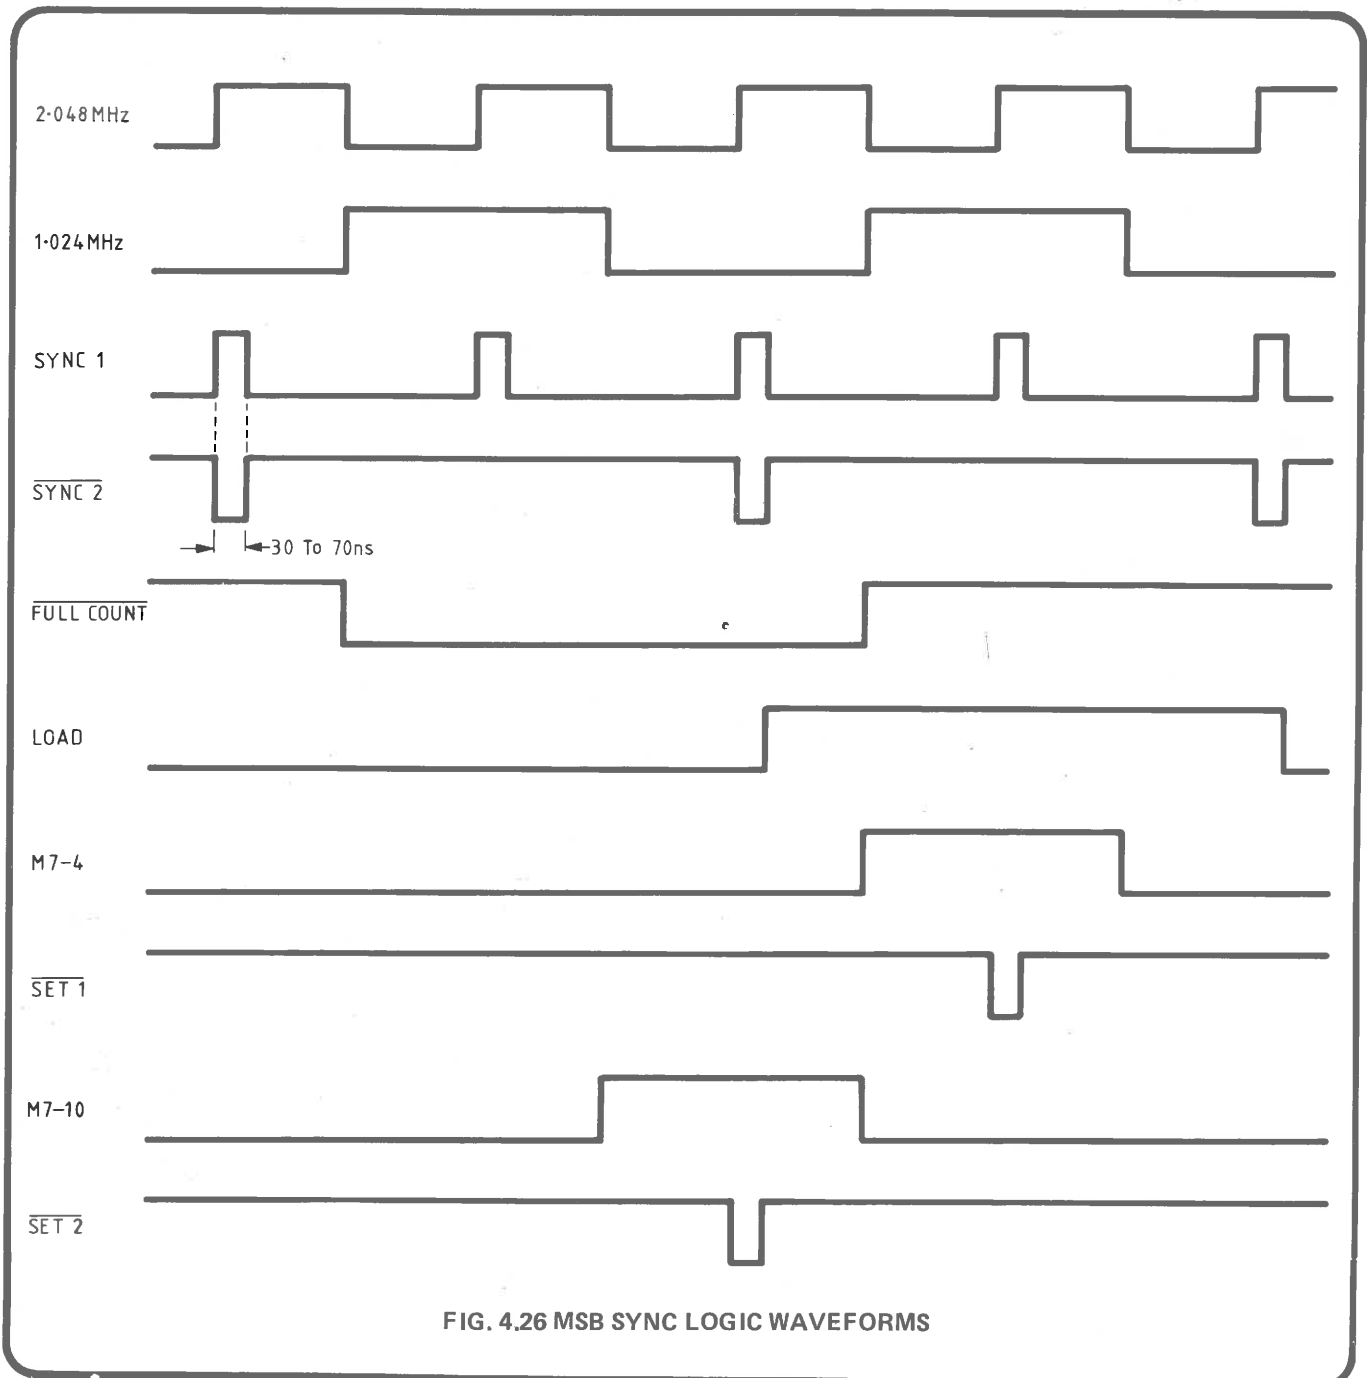 2·048MHz
1·024MHz
SYNC 1
SYNC 2
30 To 70ns
FULL COUNT
LOAD
M7-4
SET 1
M7-10
SET 2
FIG. 4.26 MSB SYNC LOGIC WAVEFORMS